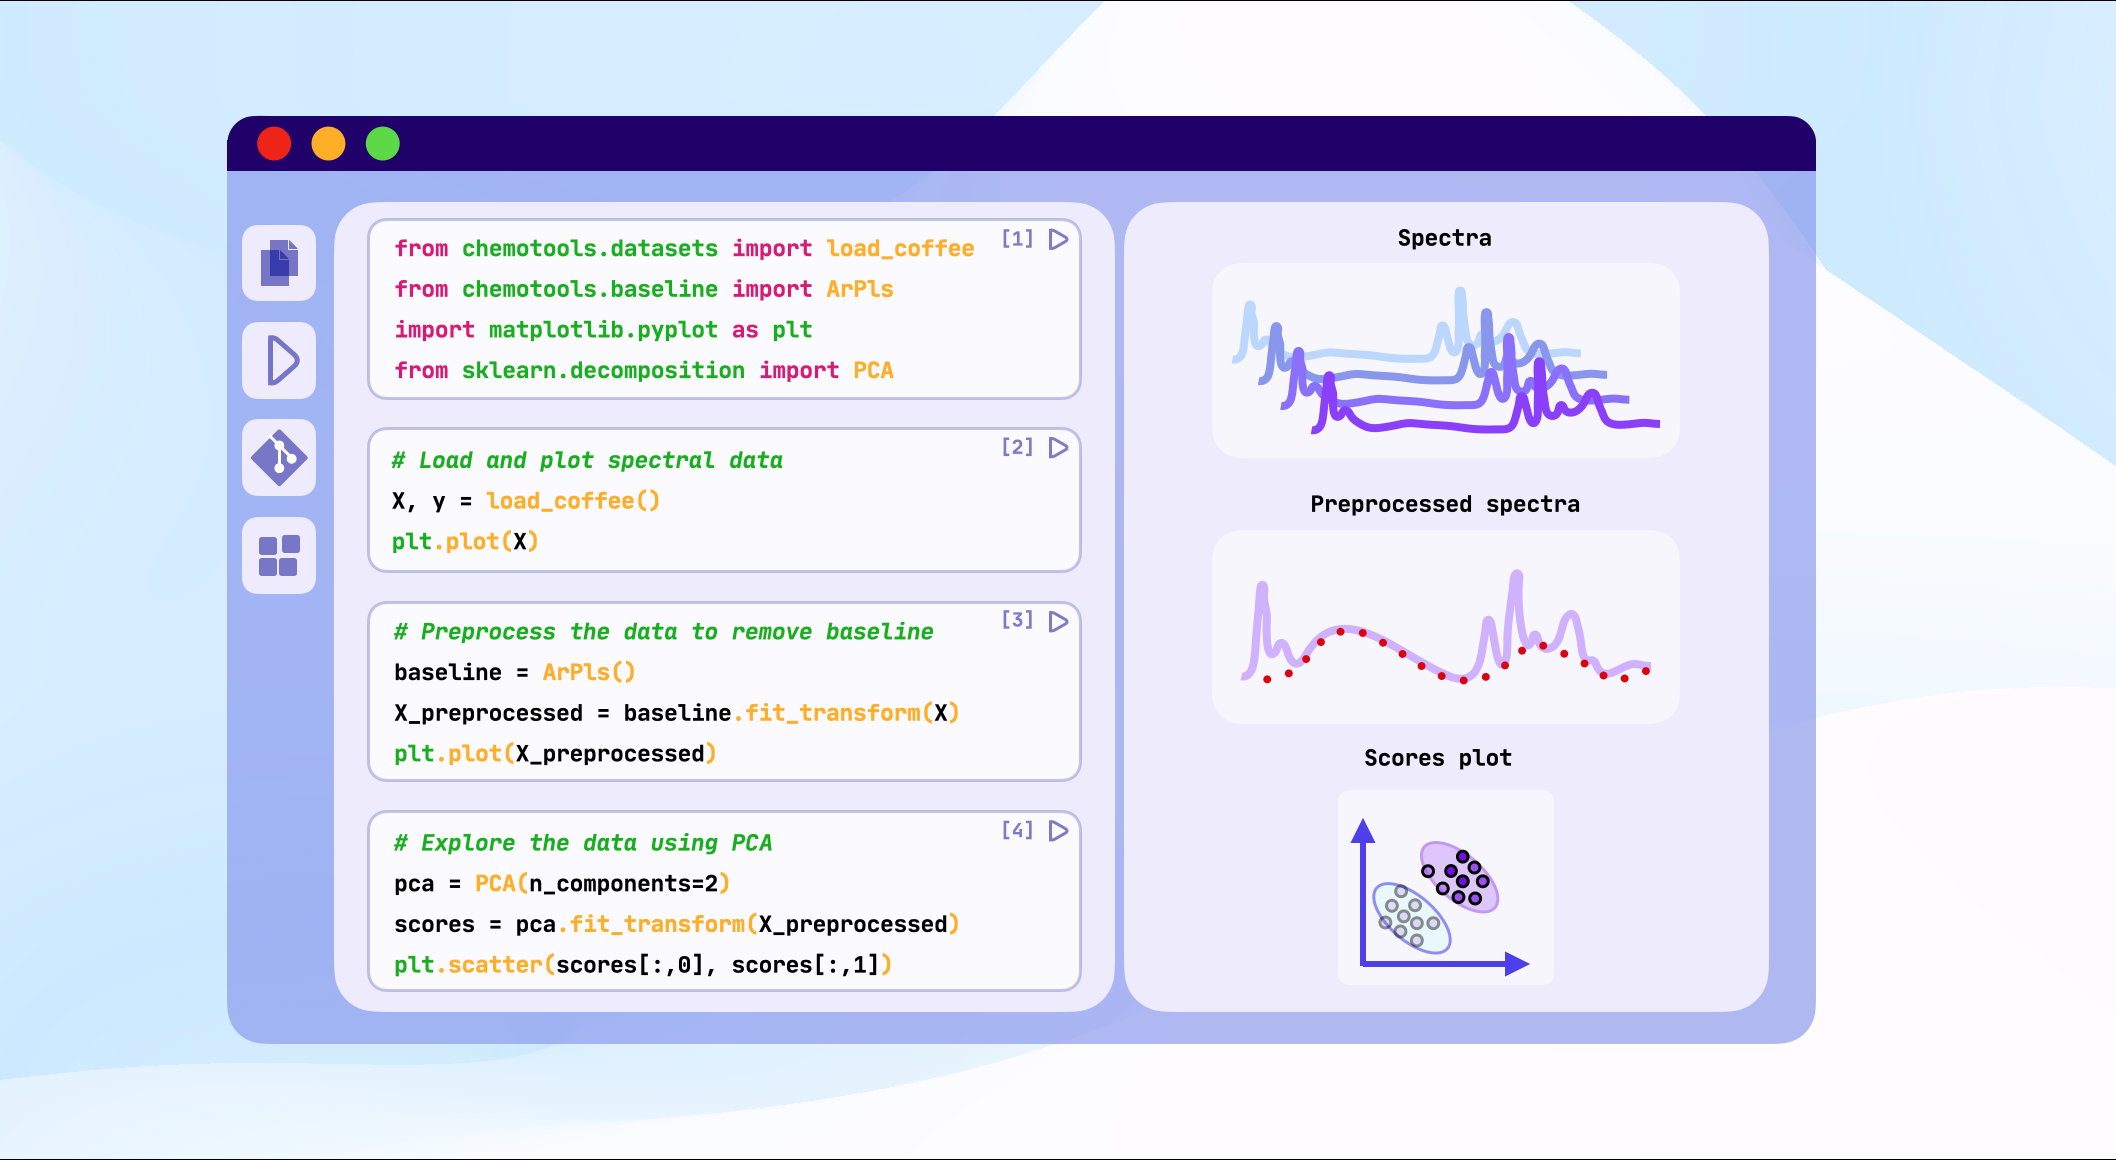 from chemotools.datasets import load_coffee [1]
from chemotools.baseline import ArPls
import matplotlib.pyplot as plt
from sklearn.decomposition import PCA
# Load and plot spectral data [2]
X, y = load_coffee()
plt.plot(X)
# Preprocess the data to remove baseline [3]
baseline = ArPls()
X_preprocessed = baseline.fit_transform(X)
plt.plot(X_preprocessed)
# Explore the data using PCA [4]
pca = PCA(n_components=2)
scores = pca.fit_transform(X_preprocessed)
plt.scatter(scores[:,0], scores[:,1])
Spectra
Preprocessed spectra
Scores plot